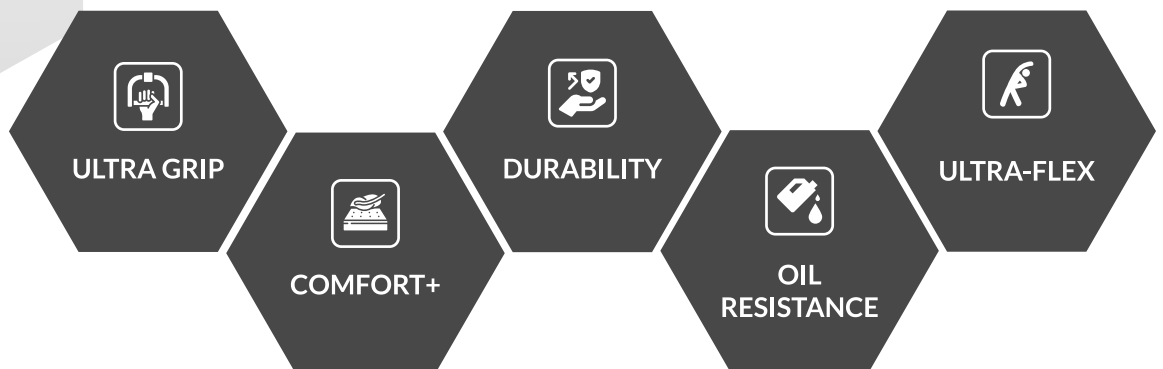 ULTRA GRIP
COMFORT+
DURABILITY
OIL
RESISTANCE
ULTRA-FLEX